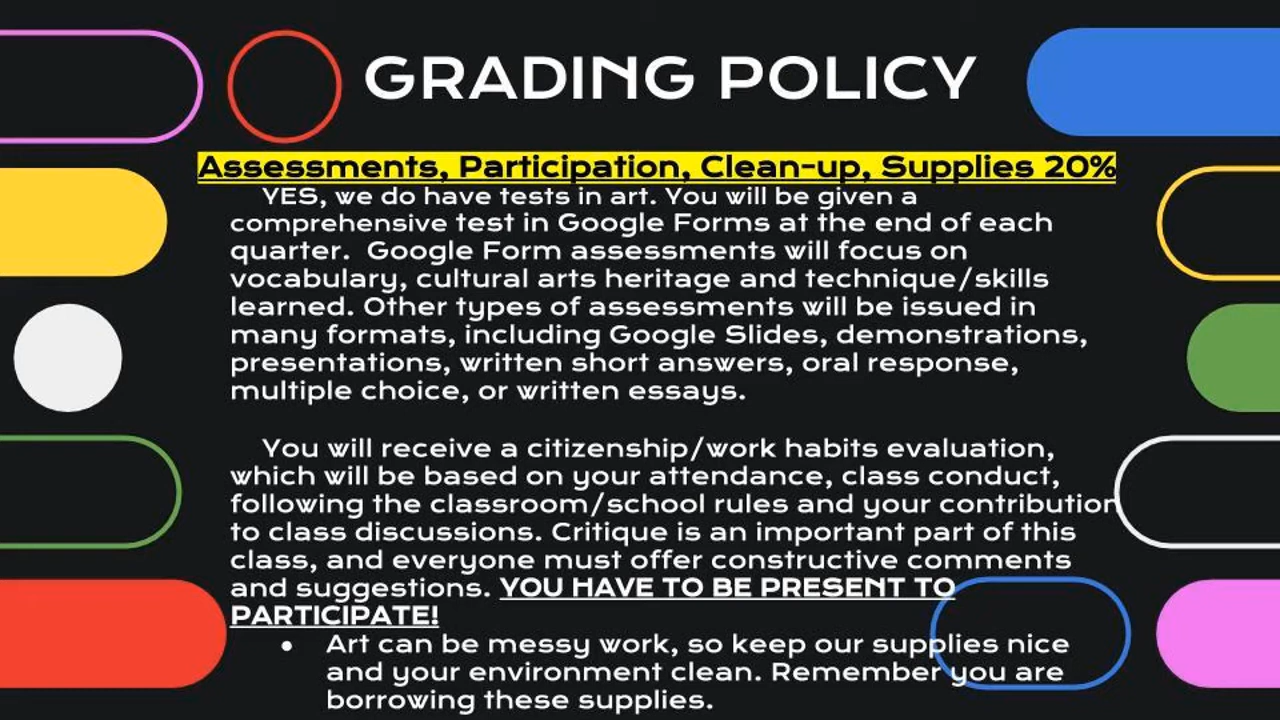 GRADING POLICY
Assessments, Participation, Clean-up, Supplies 20%
YES, we do have tests in art. You will be given a
comprehensive test in Google Forms at the end of each
quarter.  Google Form assessments will focus on
vocabulary, cultural arts heritage and technique/skills
learned. Other types of assessments will be issued in
many formats, including Google Slides, demonstrations,
presentations, written short answers, oral response,
multiple choice, or written essays.
You will receive a citizenship/work habits evaluation,
which will be based on your attendance, class conduct,
following the classroom/school rules and your contribution
to class discussions. Critique is an important part of this
class, and everyone must offer constructive comments
and suggestions. YOU HAVE TO BE PRESENT TO
PARTICIPATE!
● Art can be messy work, so keep our supplies nice
and your environment clean. Remember you are
borrowing these supplies.